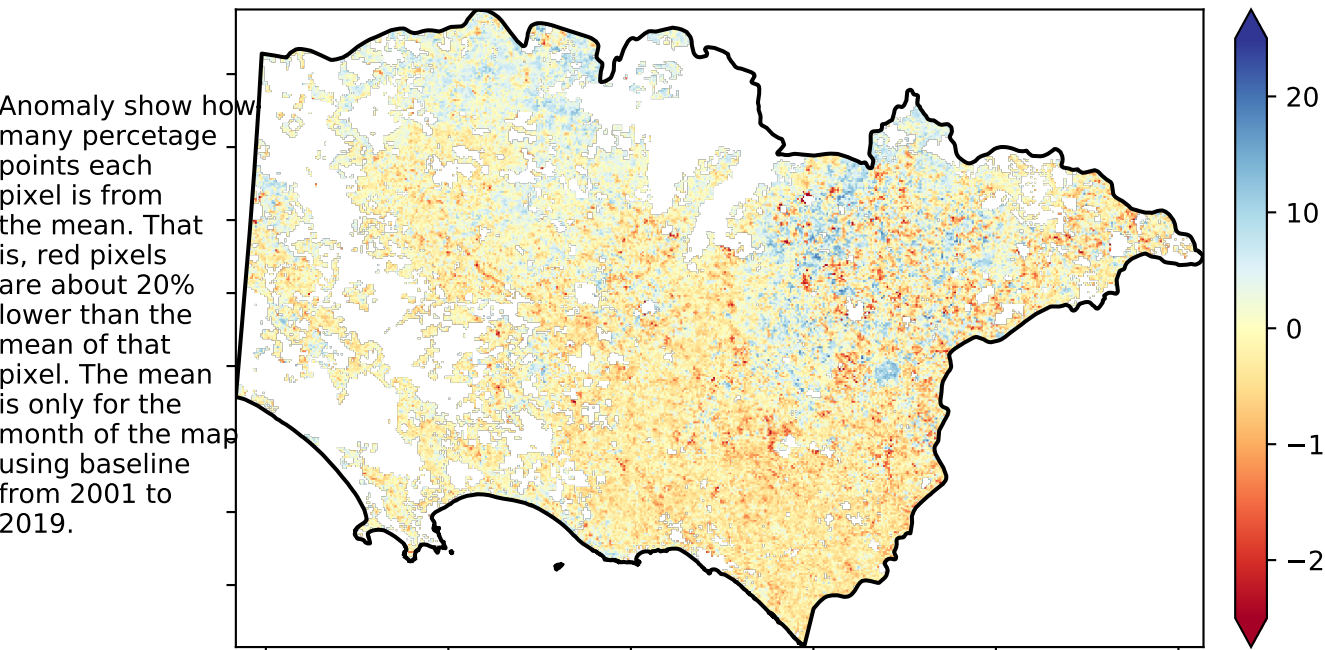 Anomaly show how
many percetage
points each
pixel is from
the mean. That
is, red pixels
are about 20%
lower than the
mean of that
pixel. The mean
is only for the
month of the map
using baseline
from 2001 to
2019.
20
10
0
−1
−2